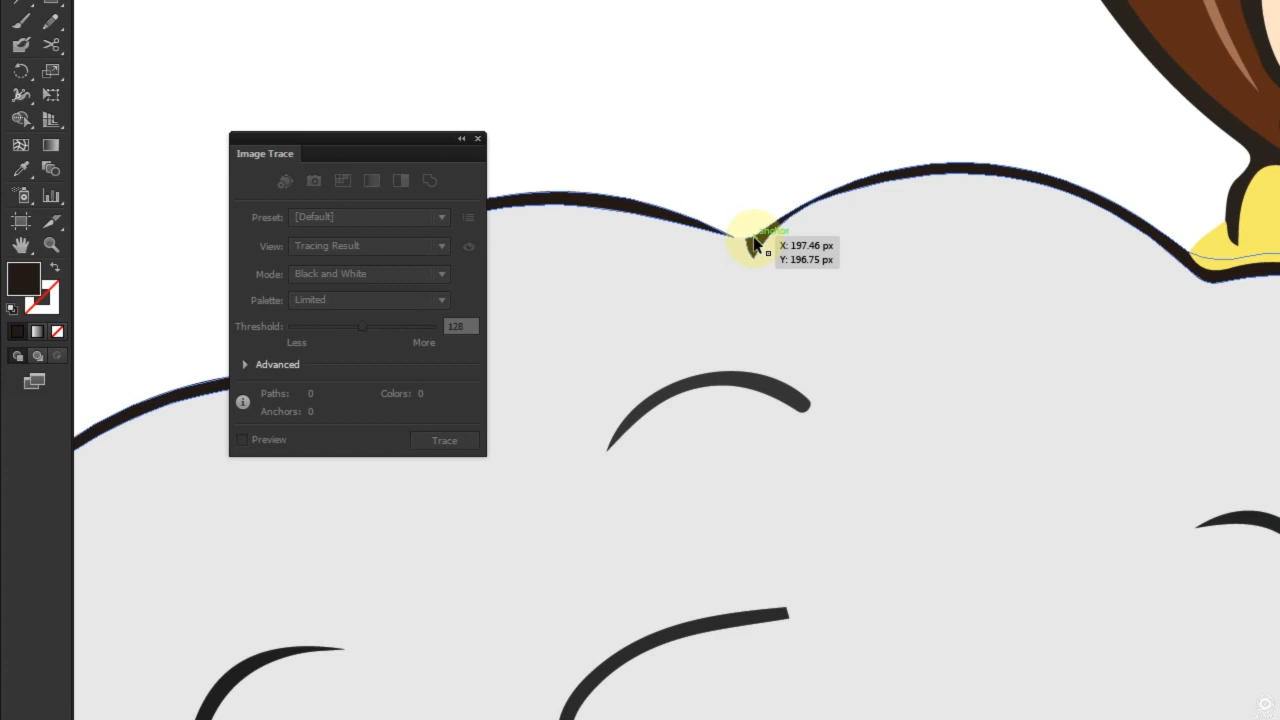 Image Trace
Preset: [Default]
View: Tracing Result
Mode: Black and White
Palette: Limited
Threshold: 128
Less More
Advanced
Paths: 0 Colors: 0
Anchors: 0
Preview Trace
anchor
X: 197.46 px
Y: 196.75 px